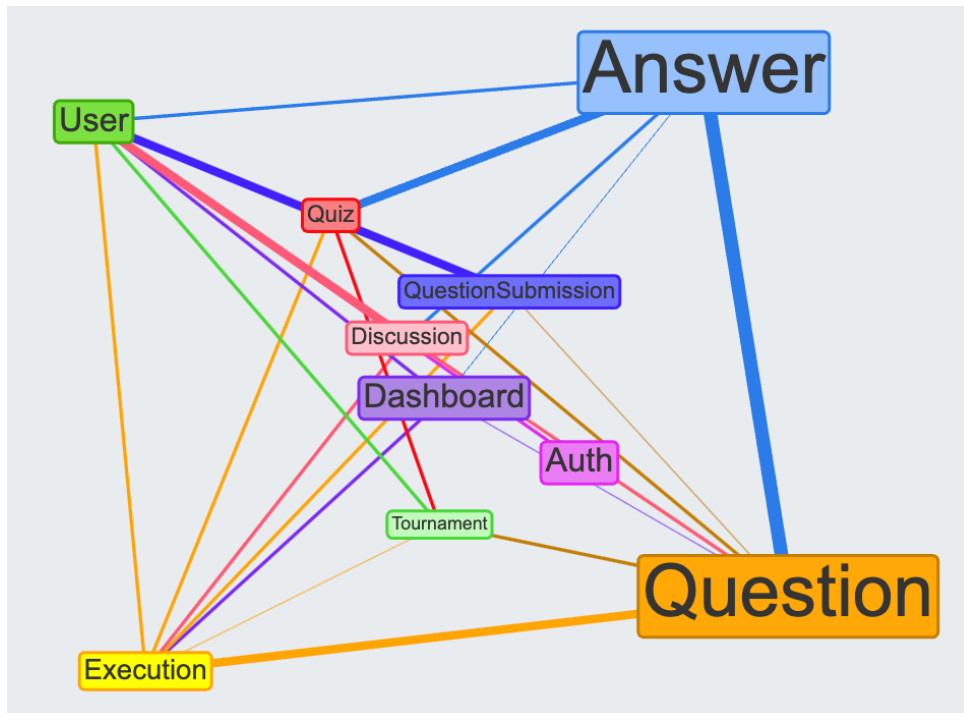 Answer
User
Quiz
QuestionSubmission
Discussion
Dashboard
Auth
Tournament
Question
Execution